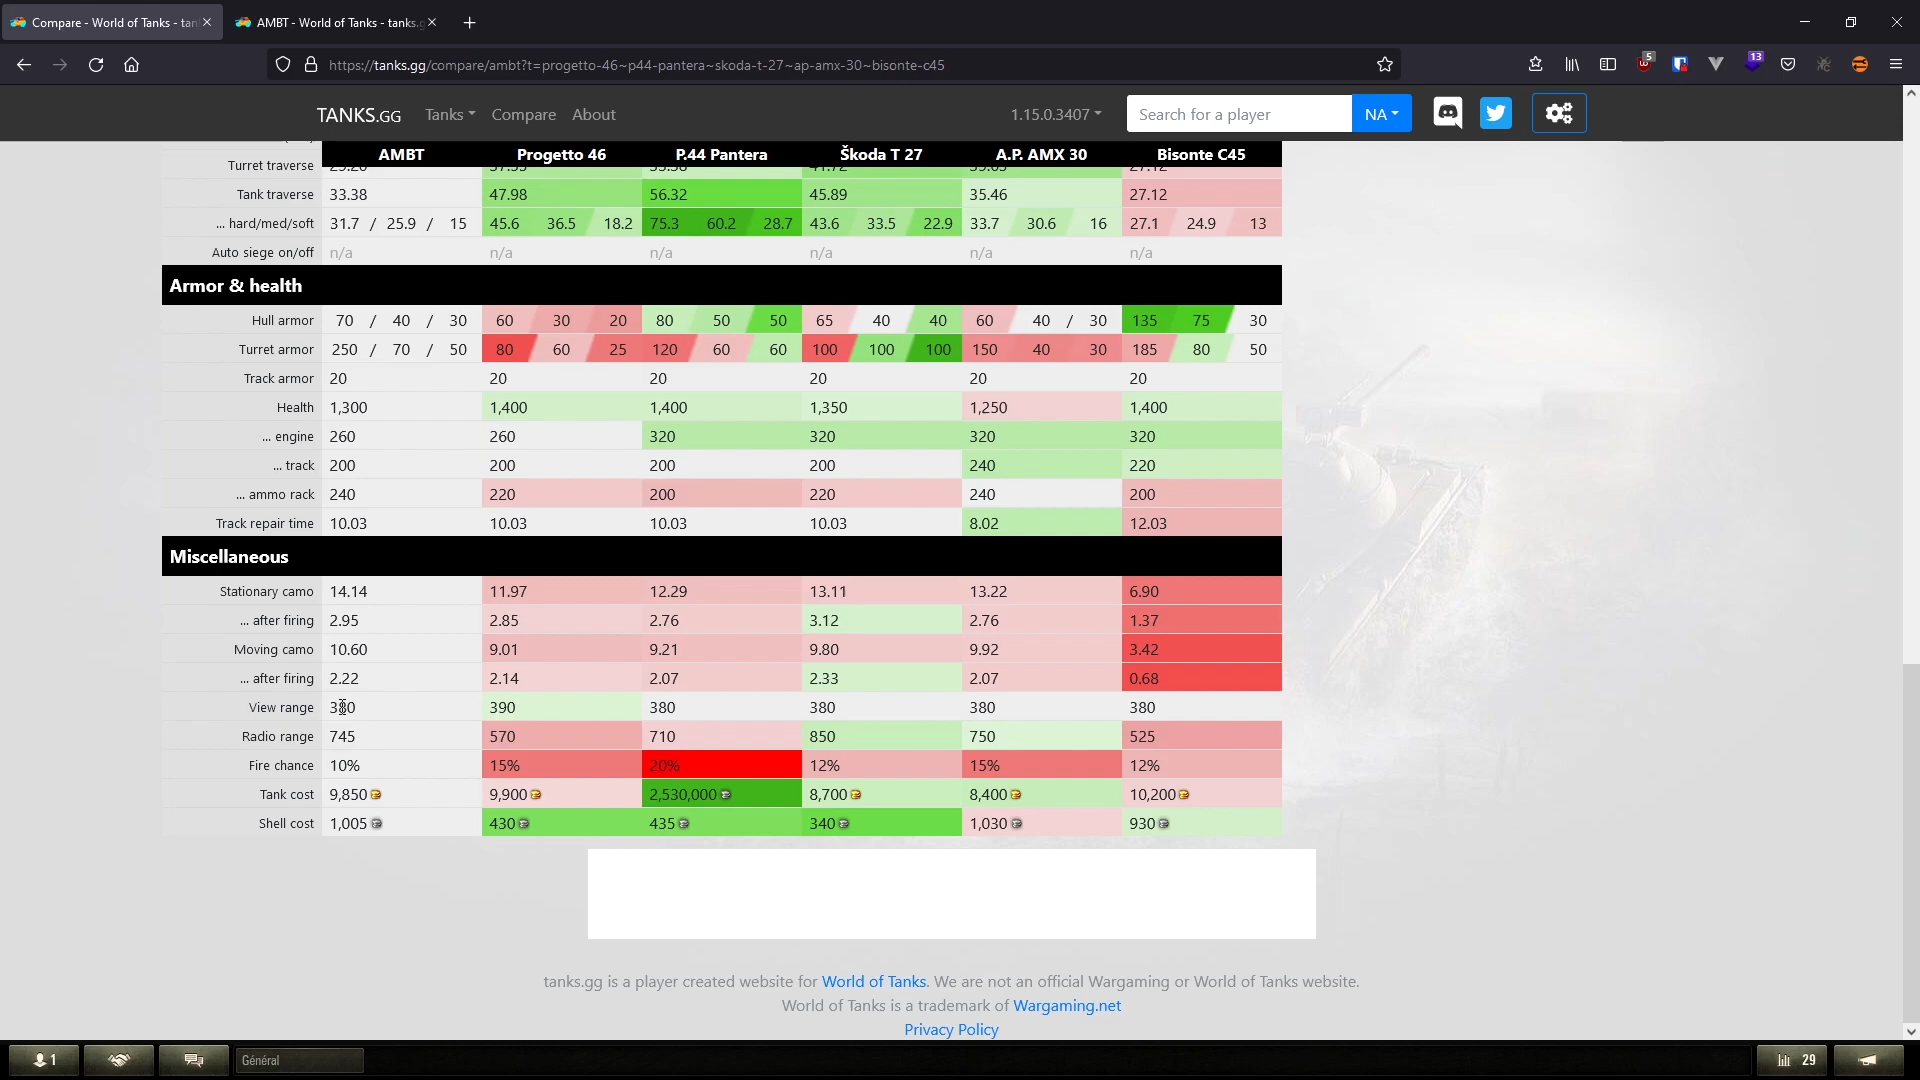 Compare - World of Tanks - tan
AMBT - World of Tanks - tanks.g
https://tanks.gg/compare/ambt?t=progetto-46~p44-pantera~skoda-t-27~ap-amx-30~bisonte-c45
5
13
TANKS.GG Tanks Compare About 1.15.0.3407 Search for a player NA
AMBT Progetto 46 P.44 Pantera Škoda T 27 A.P. AMX 30 Bisonte C45
Turret traverse
Tank traverse 33.38 47.98 56.32 45.89 35.46 27.12
... hard/med/soft 31.7 / 25.9 / 15 45.6 36.5 18.2 75.3 60.2 28.7 43.6 33.5 22.9 33.7 30.6 16 27.1 24.9 13
Auto siege on/off n/a n/a n/a n/a n/a n/a
Armor & health
Hull armor 70 / 40 / 30 60 30 20 80 50 50 65 40 40 60 40 / 30 135 75 30
Turret armor 250 / 70 / 50 80 60 25 120 60 60 100 100 100 150 40 30 185 80 50
Track armor 20 20 20 20 20 20
Health 1,300 1,400 1,400 1,350 1,250 1,400
... engine 260 260 320 320 320 320
... track 200 200 200 200 240 220
... ammo rack 240 220 200 220 240 200
Track repair time 10.03 10.03 10.03 10.03 8.02 12.03
Miscellaneous
Stationary camo 14.14 11.97 12.29 13.11 13.22 6.90
... after firing 2.95 2.85 2.76 3.12 2.76 1.37
Moving camo 10.60 9.01 9.21 9.80 9.92 3.42
... after firing 2.22 2.14 2.07 2.33 2.07 0.68
View range 390 380 380 380 380
Radio range 745 570 710 850 750 525
Fire chance 10% 15% 20% 12% 15% 12%
Tank cost 9,850 9,900 2,530,000 8,700 8,400 10,200
Shell cost 1,005 430 435 340 1,030 930
tanks.gg is a player created website for World of Tanks. We are not an official Wargaming or World of Tanks website.
World of Tanks is a trademark of Wargaming.net
Privacy Policy
1
Général
29